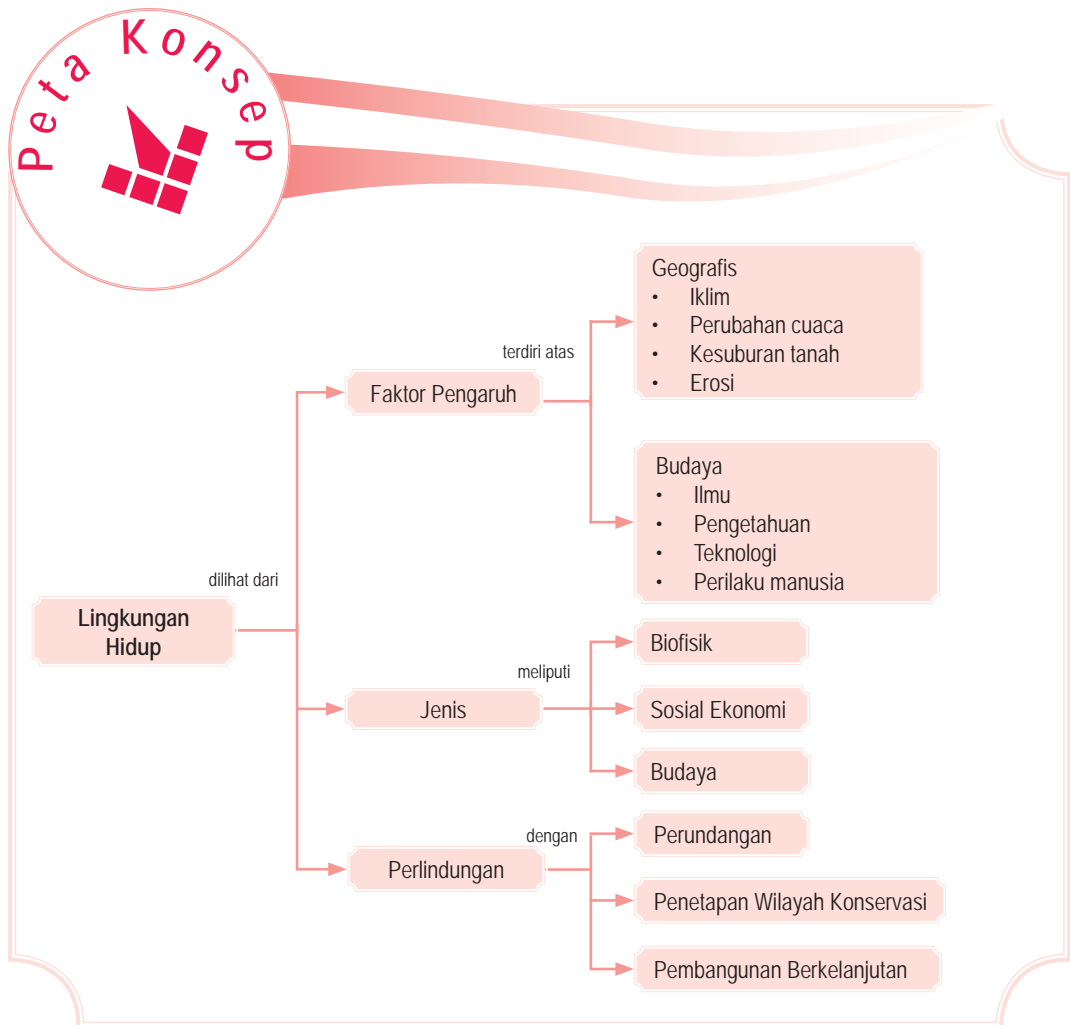 Peta Konsep
Geografis
• Iklim
• Perubahan cuaca
• Kesuburan tanah
• Erosi
terdiri atas
Faktor Pengaruh
Budaya
• Ilmu
• Pengetahuan
• Teknologi
• Perilaku manusia
dilihat dari
Lingkungan
Hidup
Biofisik
meliputi
Jenis
Sosial Ekonomi
Budaya
dengan
Perundangan
Perlindungan
Penetapan Wilayah Konservasi
Pembangunan Berkelanjutan